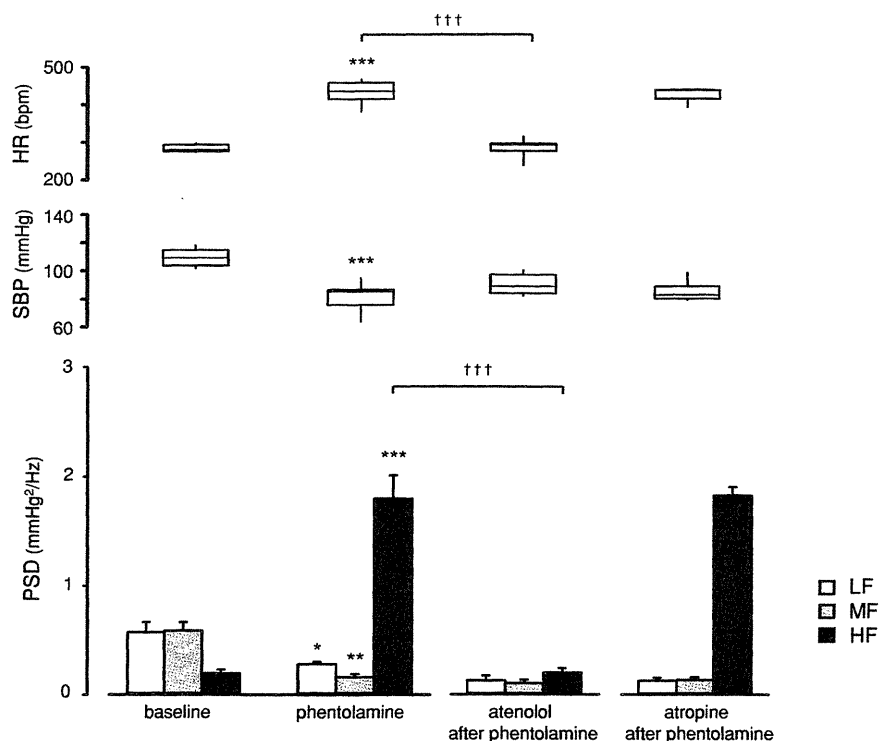 †††
500
***
HR (bpm)
200
140
SBP (mmHg)
***
100
60
3
†††
***
2
PSD (mmHg²/Hz)
1
*
**
0
LF
MF
HF
baseline
phentolamine
atenolol
after phentolamine
atropine
after phentolamine